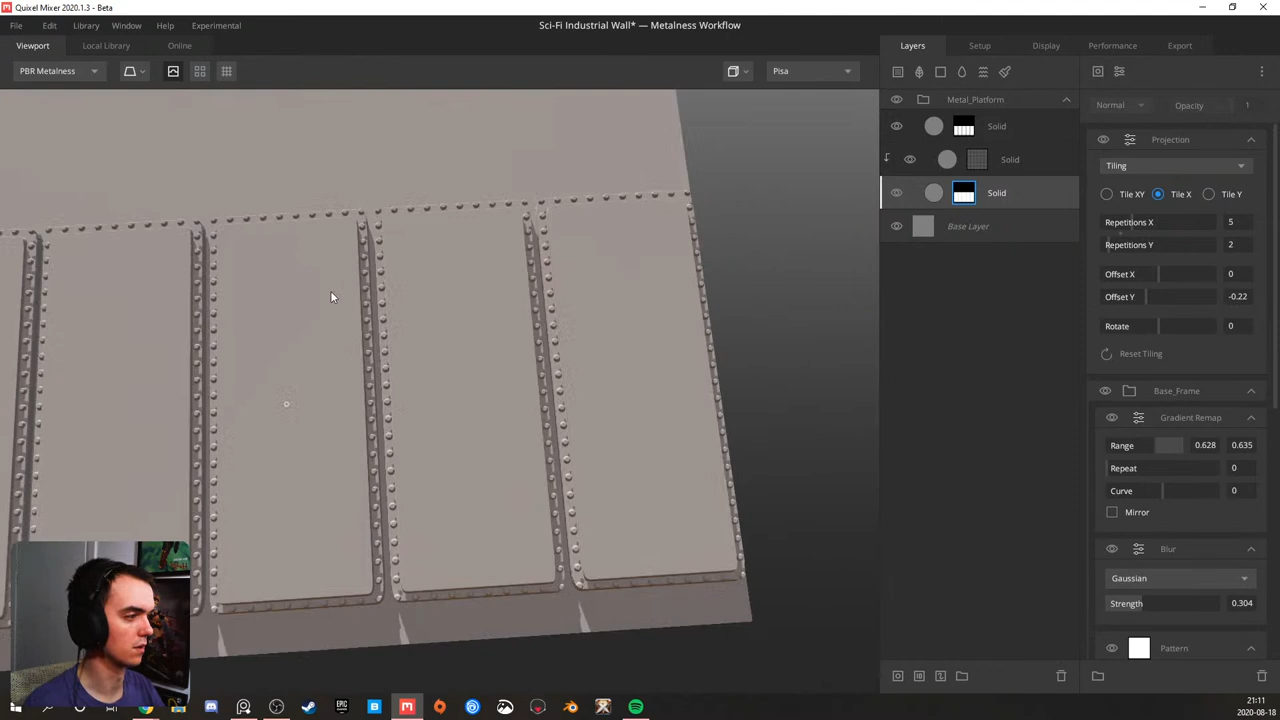 Quixel Mixer 2020.1.3 - Beta
File Edit Library Window Help Experimental
Sci-Fi Industrial Wall* — Metalness Workflow
Viewport Local Library Online
Layers Setup Display Performance Export
PBR Metalness
Pisa
Metal_Platform
Solid
Solid
Solid
Base Layer
Normal Opacity 1
Projection
Tiling
Tile XY Tile X Tile Y
Repetitions X 5
Repetitions Y 2
Offset X 0
Offset Y -0.22
Rotate 0
Reset Tiling
Base_Frame
Gradient Remap
Range 0.628 0.635
Repeat 0
Curve 0
Mirror
Blur
Gaussian
Strength 0.304
Pattern
EPIC
21:11
2020-08-18